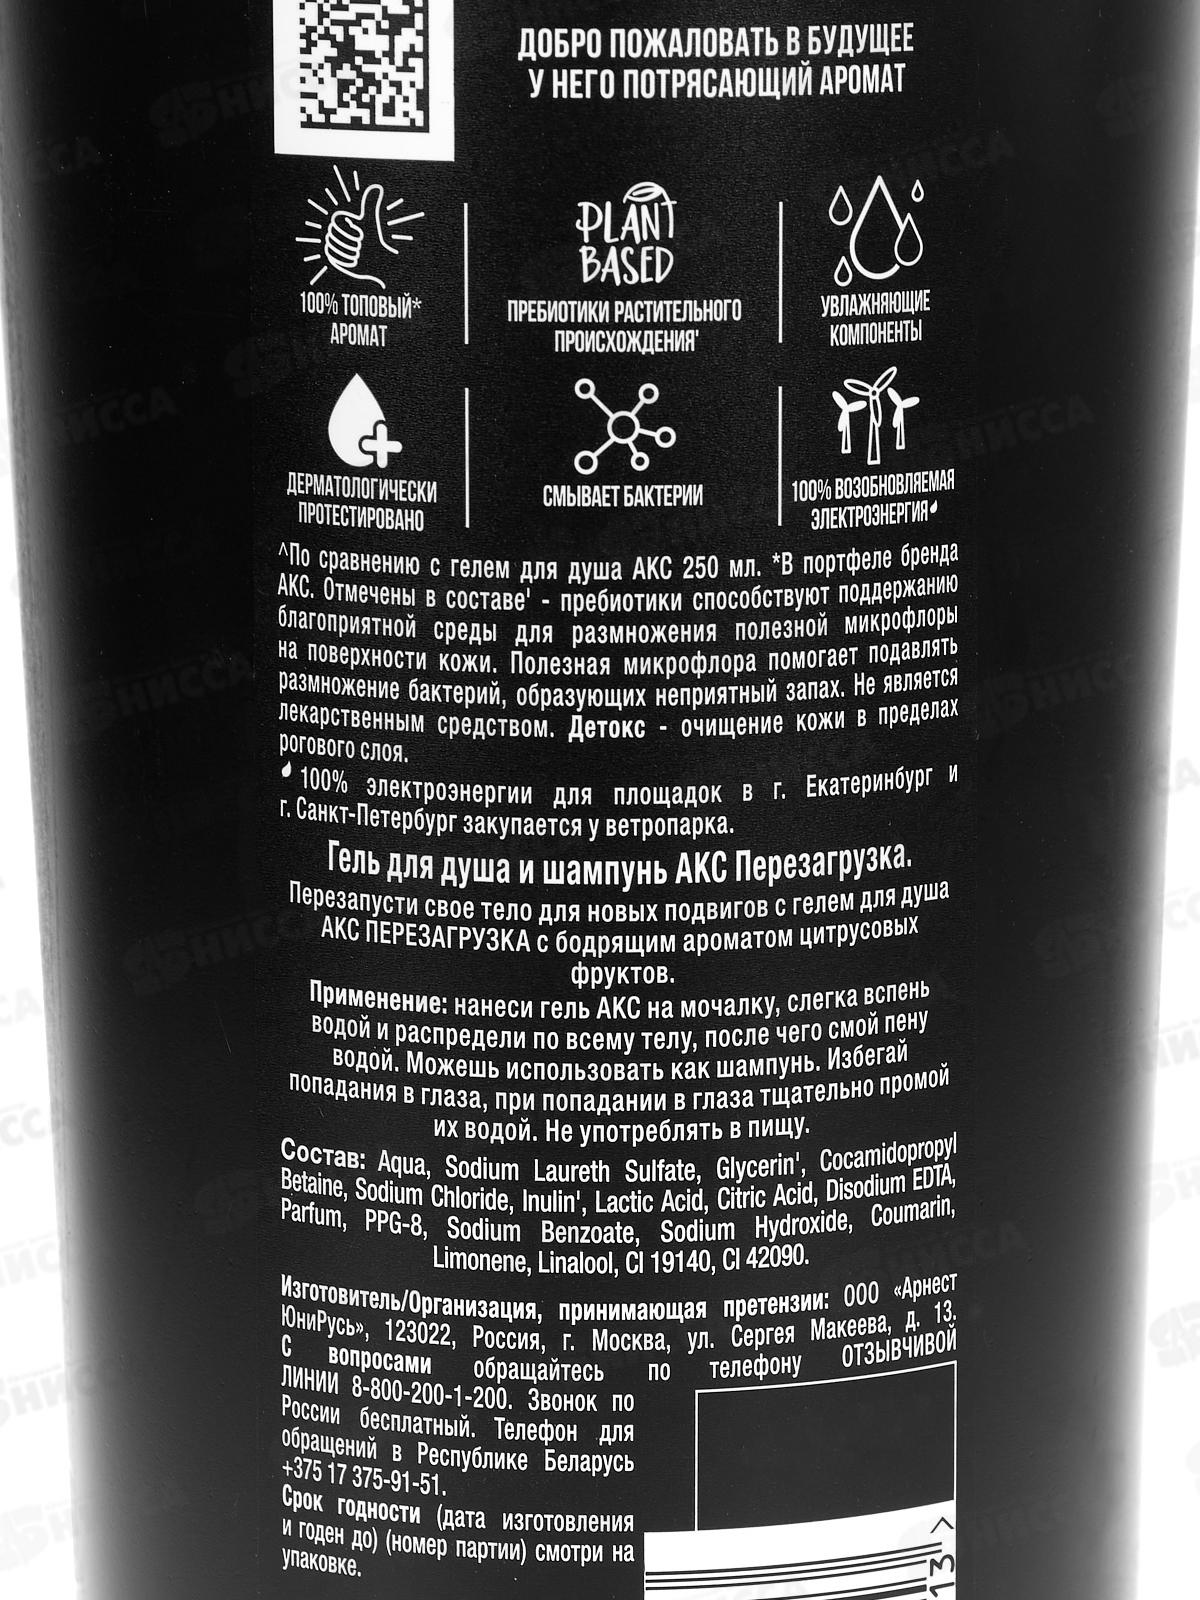 ДОБРО ПОЖАЛОВАТЬ В БУДУЩЕЕ
У НЕГО ПОТРЯСАЮЩИЙ АРОМАТ
100% ТОПОВЫЙ*
АРОМАТ
PLANT
BASED
ПРЕБИОТИКИ РАСТИТЕЛЬНОГО
ПРОИСХОЖДЕНИЯ'
УВЛАЖНЯЮЩИЕ
КОМПОНЕНТЫ
ДЕРМАТОЛОГИЧЕСКИ
ПРОТЕСТИРОВАНО
СМЫВАЕТ БАКТЕРИИ
100% ВОЗОБНОВЛЯЕМАЯ
ЭЛЕКТРОЭНЕРГИЯ
^По сравнению с гелем для душа АКС 250 мл. *В портфеле бренда
АКС. Отмечены в составе' - пребиотики способствуют поддержанию
благоприятной среды для размножения полезной микрофлоры
на поверхности кожи. Полезная микрофлора помогает подавлять
размножение бактерий, образующих неприятный запах. Не является
лекарственным средством. Детокс - очищение кожи в пределах
рогового слоя.
100% электроэнергии для площадок в г. Екатеринбург и
г. Санкт-Петербург закупается у ветропарка.
Гель для душа и шампунь АКС Перезагрузка.
Перезапусти свое тело для новых подвигов с гелем для душа
АКС ПЕРЕЗАГРУЗКА с бодрящим ароматом цитрусовых
фруктов.
Применение: нанеси гель АКС на мочалку, слегка вспень
водой и распредели по всему телу, после чего смой пену
водой. Можешь использовать как шампунь. Избегай
попадания в глаза, при попадании в глаза тщательно промой
их водой. Не употреблять в пищу.
Состав: Aqua, Sodium Laureth Sulfate, Glycerin', Cocamidopropyl
Betaine, Sodium Chloride, Inulin', Lactic Acid, Citric Acid, Disodium EDTA,
Parfum, PPG-8, Sodium Benzoate, Sodium Hydroxide, Coumarin,
Limonene, Linalool, CI 19140, CI 42090.
Изготовитель/Организация, принимающая претензии: ООО «Арнест
ЮниРусь», 123022, Россия, г. Москва, ул. Сергея Макеева, д. 13.
С вопросами обращайтесь по телефону ОТЗЫВЧИВОЙ
ЛИНИИ 8-800-200-1-200. Звонок по
России бесплатный. Телефон для
обращений в Республике Беларусь
+375 17 375-91-51.
Срок годности (дата изготовления
и годен до) (номер партии) смотри на
упаковке.
13 >